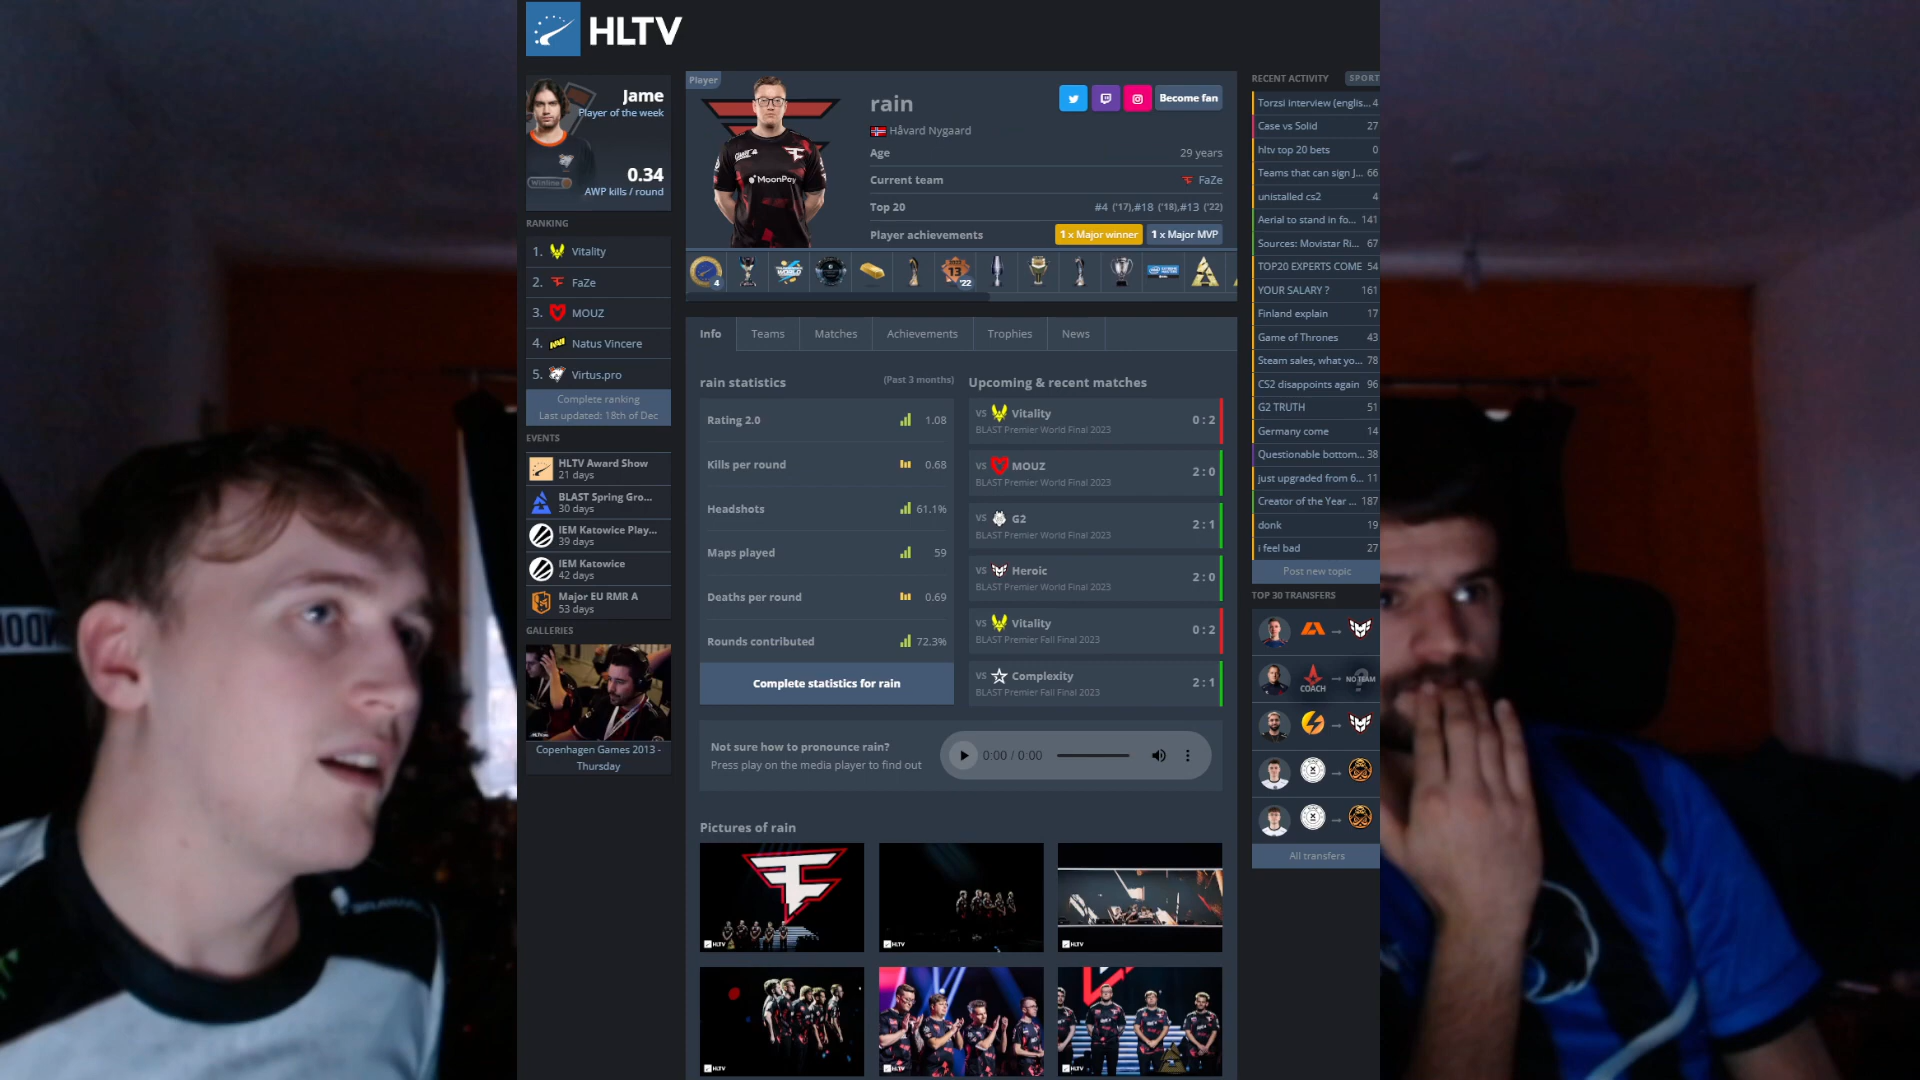 HLTV
Jame
Player of the week
0.34
AWP kills / round
RANKING
1. Vitality
2. FaZe
3. MOUZ
4. Natus Vincere
5. Virtus.pro
Complete ranking
Last updated: 18th of Dec
EVENTS
HLTV Award Show
21 days
BLAST Spring Gro...
30 days
IEM Katowice Play...
39 days
IEM Katowice
42 days
Major EU RMR A
53 days
GALLERIES
Copenhagen Games 2013 -
Thursday
Player
rain
Become fan
Håvard Nygaard
Age 29 years
Current team FaZe
Top 20 #4 ('17),#18 ('18),#13 ('22)
Player achievements 1 x Major winner 1 x Major MVP
MoonPay
4
13
'22
Info Teams Matches Achievements Trophies News
rain statistics (Past 3 months)
Rating 2.0 1.08
Kills per round 0.68
Headshots 61.1%
Maps played 59
Deaths per round 0.69
Rounds contributed 72.3%
Complete statistics for rain
Upcoming & recent matches
VS Vitality 0 : 2
BLAST Premier World Final 2023
VS MOUZ 2 : 0
BLAST Premier World Final 2023
VS G2 2 : 1
BLAST Premier World Final 2023
VS Heroic 2 : 0
BLAST Premier World Final 2023
VS Vitality 0 : 2
BLAST Premier Fall Final 2023
VS Complexity 2 : 1
BLAST Premier Fall Final 2023
Not sure how to pronounce rain?
Press play on the media player to find out
0:00 / 0:00
Pictures of rain
HLTV
HLTV
HLTV
HLTV
HLTV
HLTV
RECENT ACTIVITY SPORT
Torzsi interview (englis... 4
Case vs Solid 27
hltv top 20 bets 0
Teams that can sign J... 66
unistalled cs2 4
Aerial to stand in fo... 141
Sources: Movistar Ri... 67
TOP20 EXPERTS COME 54
YOUR SALARY ? 161
Finland explain 17
Game of Thrones 43
Steam sales, what yo... 78
CS2 disappoints again 96
G2 TRUTH 51
Germany come 14
Questionable bottom... 38
just upgraded from 6... 11
Creator of the Year ... 187
donk 19
i feel bad 27
Post new topic
TOP 30 TRANSFERS
COACH
NO TEAM
All transfers